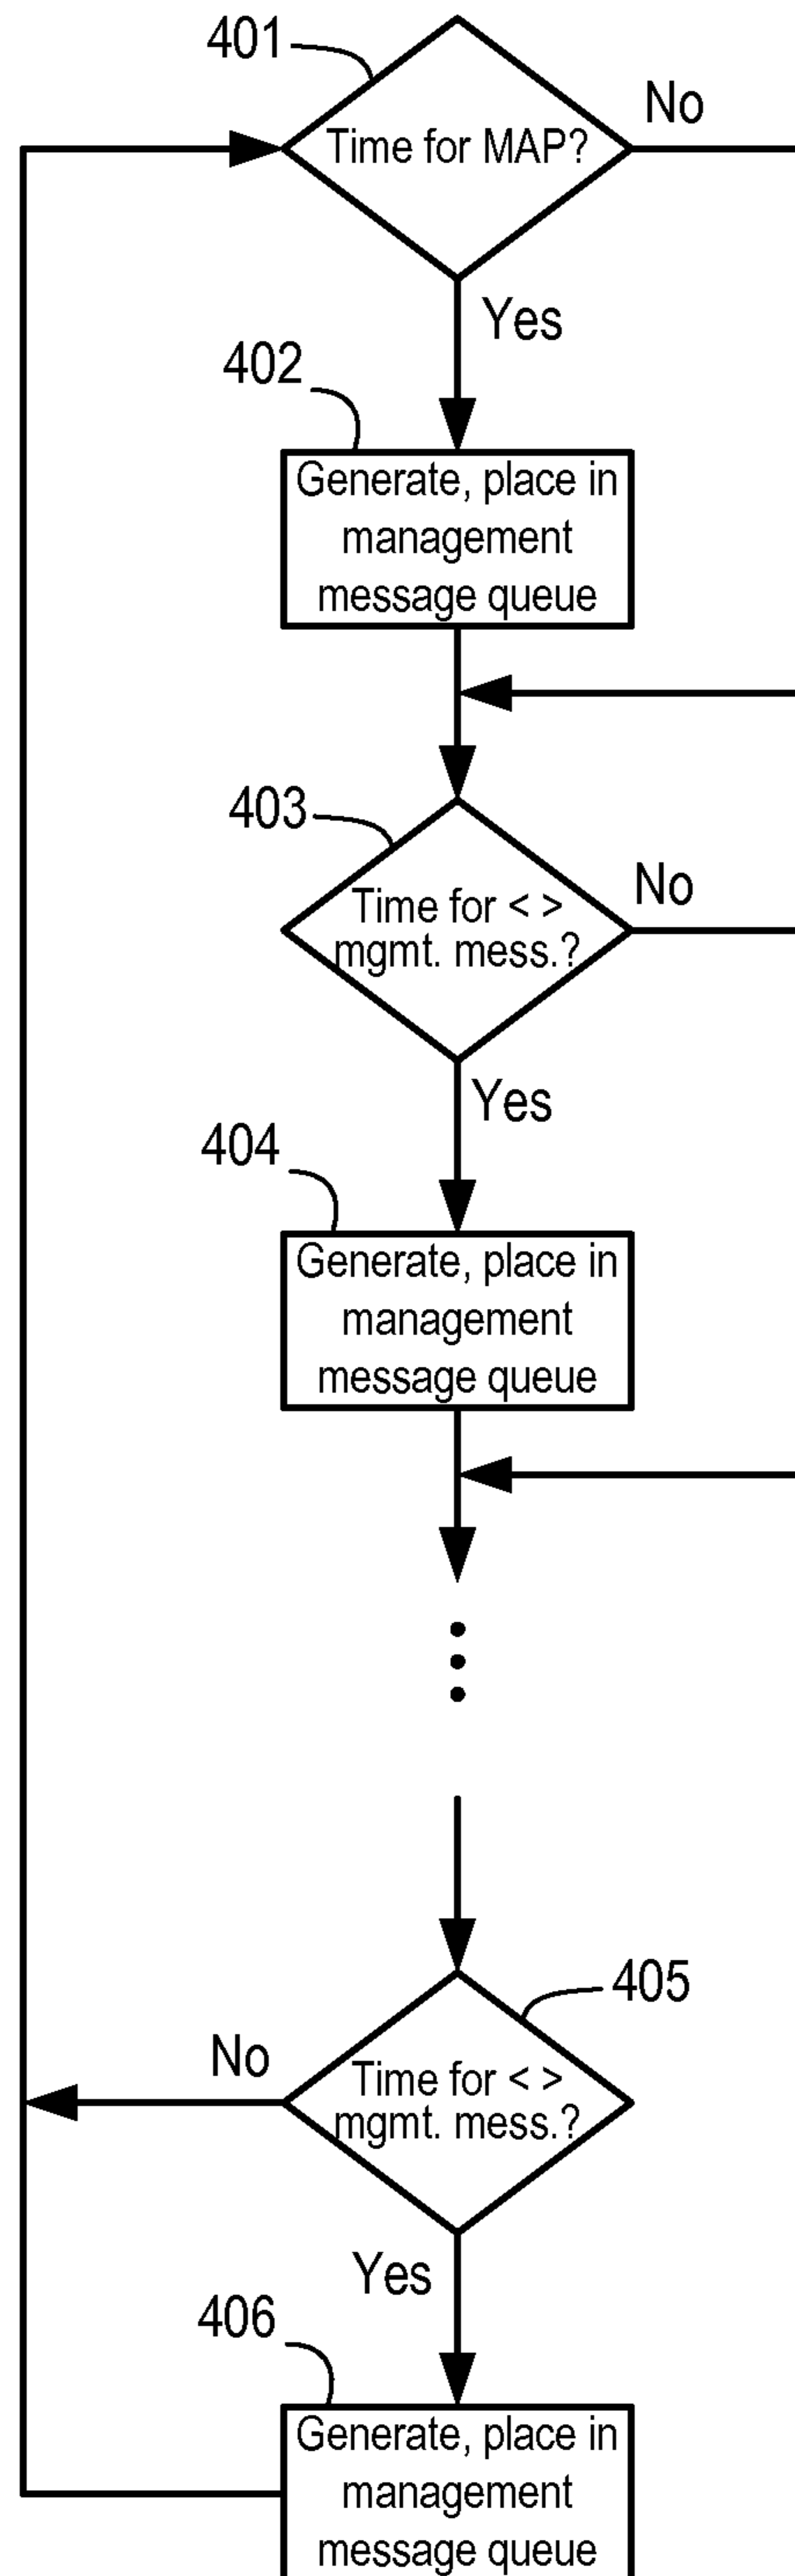 401
Time for MAP?
No
Yes
402
Generate, place in
management
message queue
403
Time for < >
mgmt. mess.?
No
Yes
404
Generate, place in
management
message queue
405
Time for < >
mgmt. mess.?
No
Yes
406
Generate, place in
management
message queue